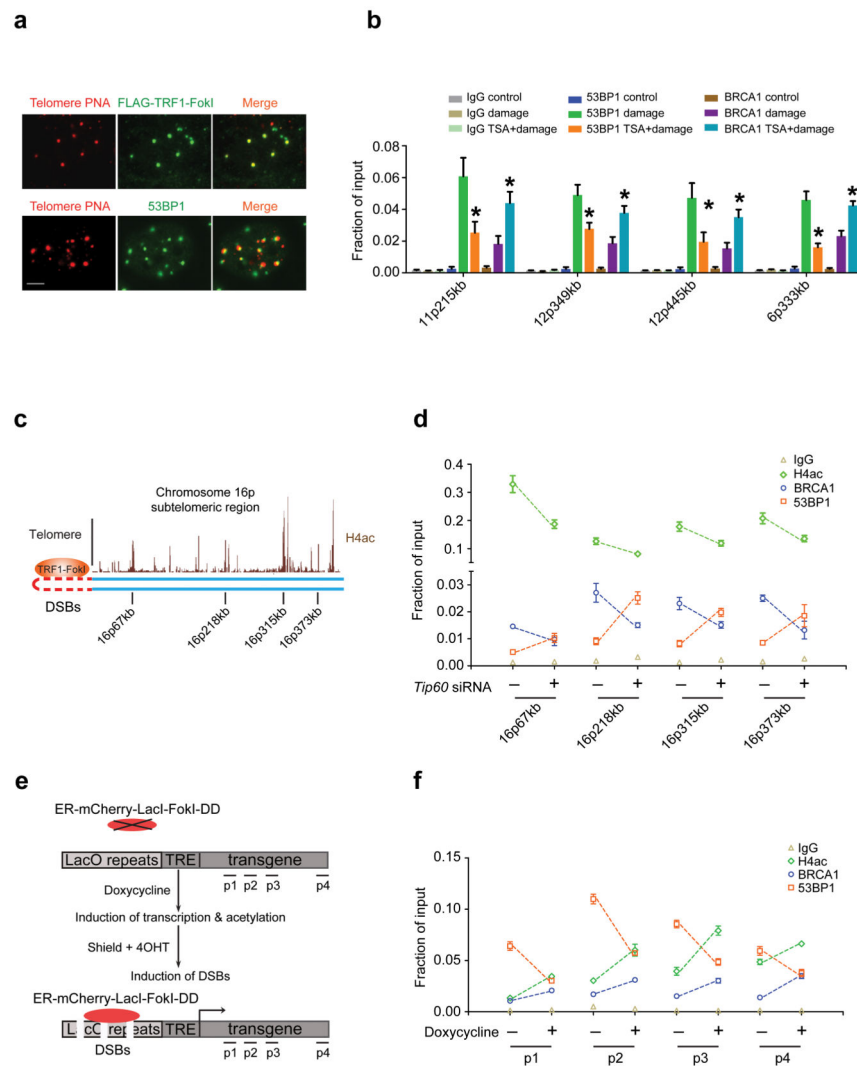 a
Telomere PNA FLAG-TRF1-FokI Merge
Telomere PNA 53BP1 Merge
b
IgG control 53BP1 control BRCA1 control
IgG damage 53BP1 damage BRCA1 damage
IgG TSA+damage 53BP1 TSA+damage BRCA1 TSA+damage
Fraction of input
0.08
0.06
0.04
0.02
0.00
* * * * * * * *
11p215kb 12p349kb 12p445kb 6p333kb
c
Chromosome 16p
subtelomeric region
Telomere
H4ac
TRF1-FokI
DSBs
16p67kb 16p218kb 16p315kb 16p373kb
d
IgG
H4ac
BRCA1
53BP1
Fraction of input
0.4
0.3
0.2
0.1
0.03
0.02
0.01
0.00
Tip60 siRNA – + – + – + – +
16p67kb 16p218kb 16p315kb 16p373kb
e
ER-mCherry-LacI-FokI-DD
LacO repeats TRE transgene
p1 p2 p3 p4
Doxycycline
Induction of transcription & acetylation
Shield + 4OHT
Induction of DSBs
ER-mCherry-LacI-FokI-DD
LacO repeats TRE transgene
DSBs p1 p2 p3 p4
f
IgG
H4ac
BRCA1
53BP1
Fraction of input
0.15
0.10
0.05
0.00
Doxycycline – + – + – + – +
p1 p2 p3 p4